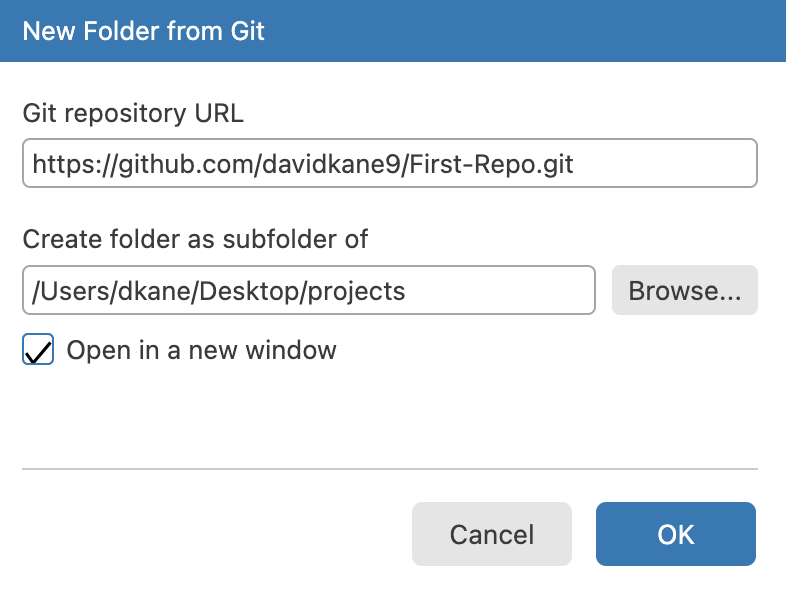 New Folder from Git
Git repository URL
https://github.com/davidkane9/First-Repo.git
Create folder as subfolder of
/Users/dkane/Desktop/projects
Browse...
Open in a new window
Cancel
OK